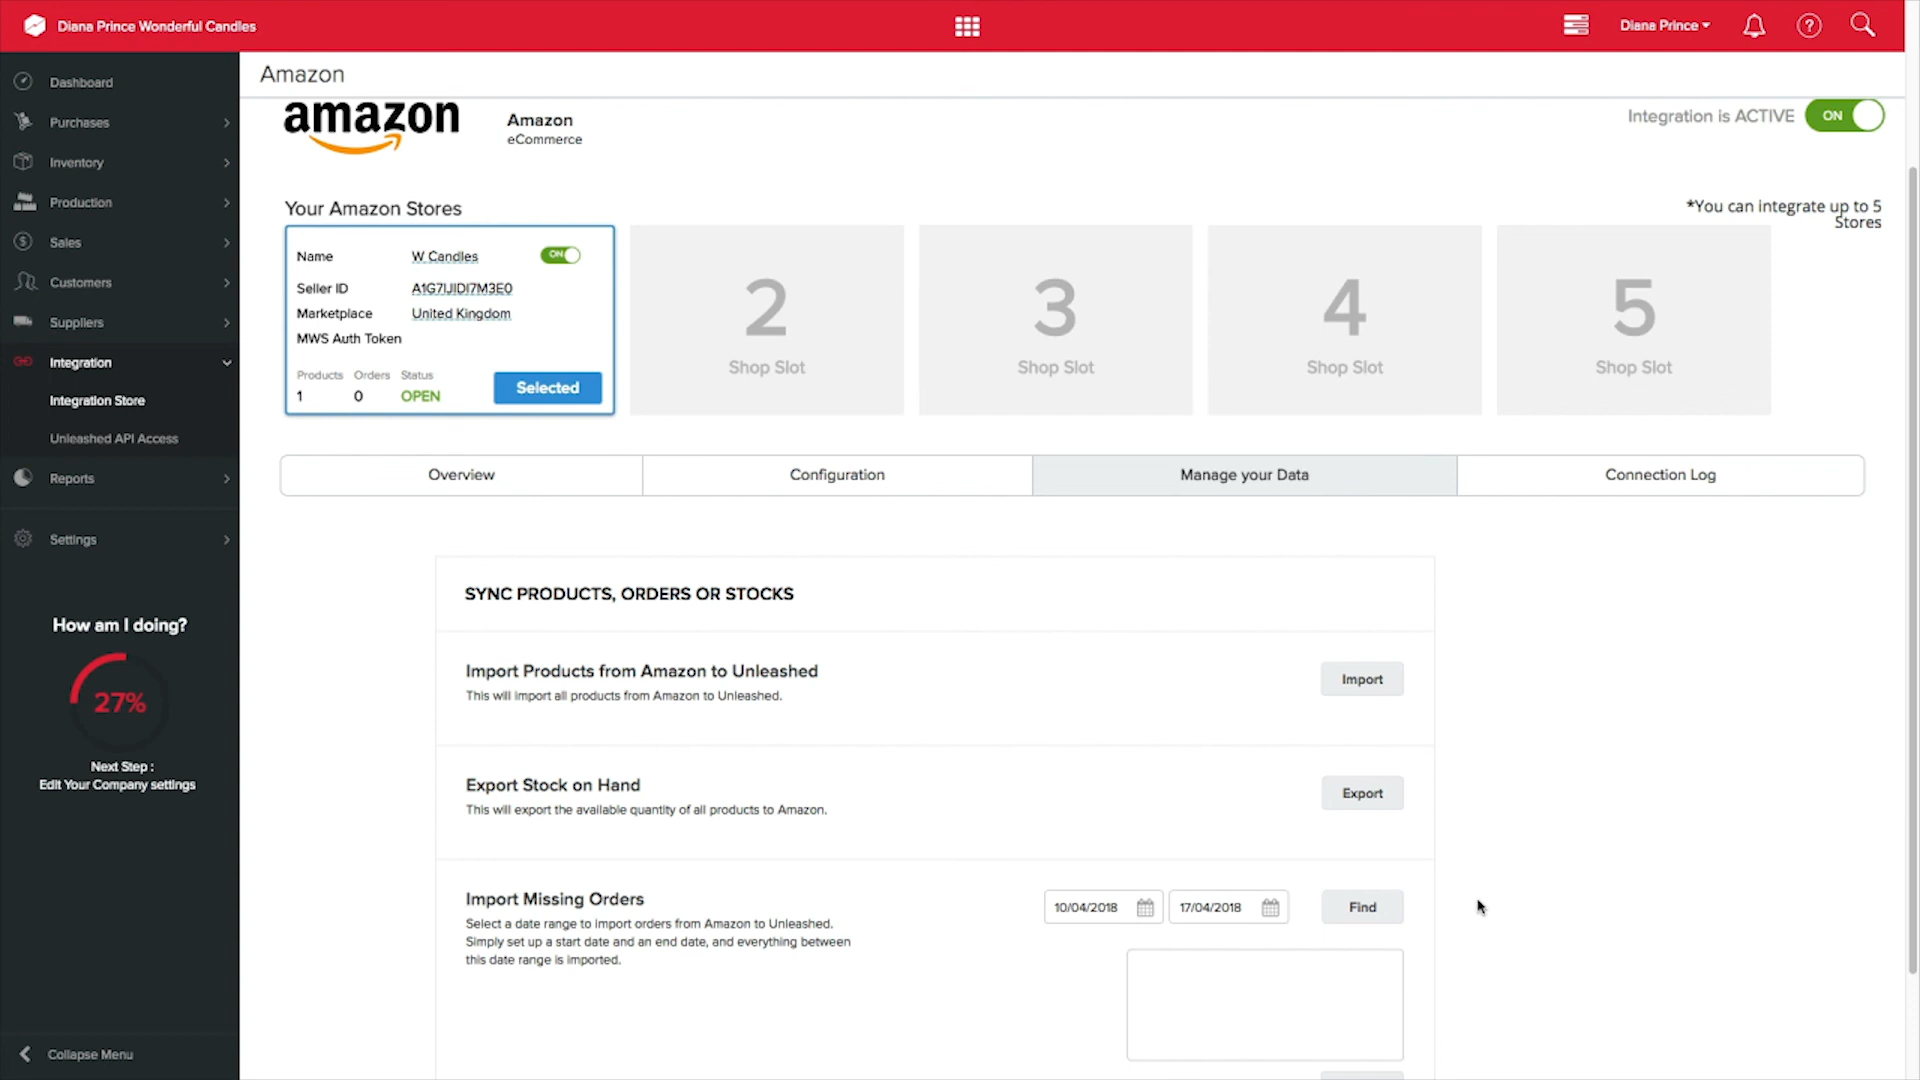 Diana Prince Wonderful Candles
Diana Prince
Dashboard
Purchases
Inventory
Production
Sales
Customers
Suppliers
Integration
Integration Store
Unleashed API Access
Reports
Settings
How am I doing?
27%
Next Step :
Edit Your Company settings
Collapse Menu
Amazon
amazon
Amazon
eCommerce
Integration is ACTIVE
ON
Your Amazon Stores
*You can integrate up to 5
Stores
Name W Candles ON
Seller ID A1G7IJIDI7M3E0
Marketplace United Kingdom
MWS Auth Token
Products Orders Status
1 0 OPEN
Selected
2
Shop Slot
3
Shop Slot
4
Shop Slot
5
Shop Slot
Overview
Configuration
Manage your Data
Connection Log
SYNC PRODUCTS, ORDERS OR STOCKS
Import Products from Amazon to Unleashed
This will import all products from Amazon to Unleashed.
Import
Export Stock on Hand
This will export the available quantity of all products to Amazon.
Export
Import Missing Orders
Select a date range to import orders from Amazon to Unleashed.
Simply set up a start date and an end date, and everything between
this date range is imported.
10/04/2018
17/04/2018
Find